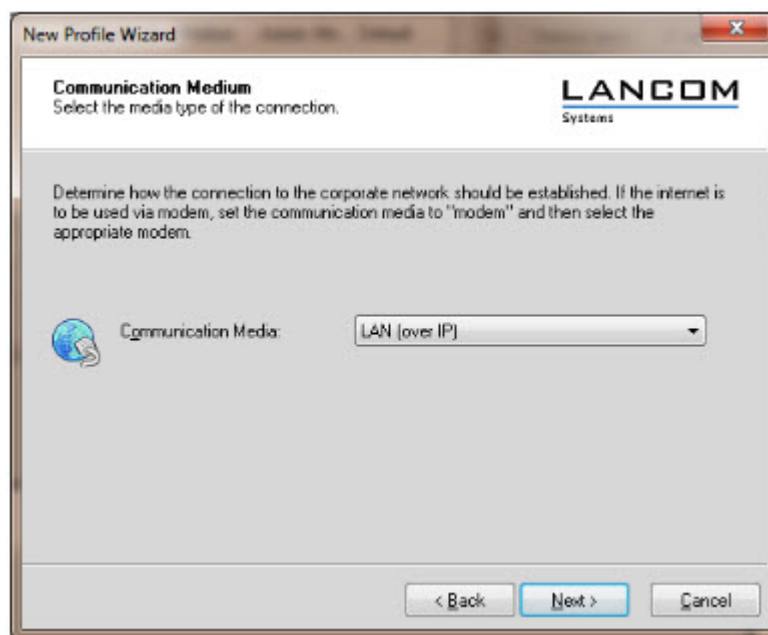 New Profile Wizard
Communication Medium
Select the media type of the connection.
LANCOM
Systems
Determine how the connection to the corporate network should be established. If the internet is
to be used via modem, set the communication media to "modem" and then select the
appropriate modem.
Communication Media:
LAN (over IP)
< Back
Next >
Cancel